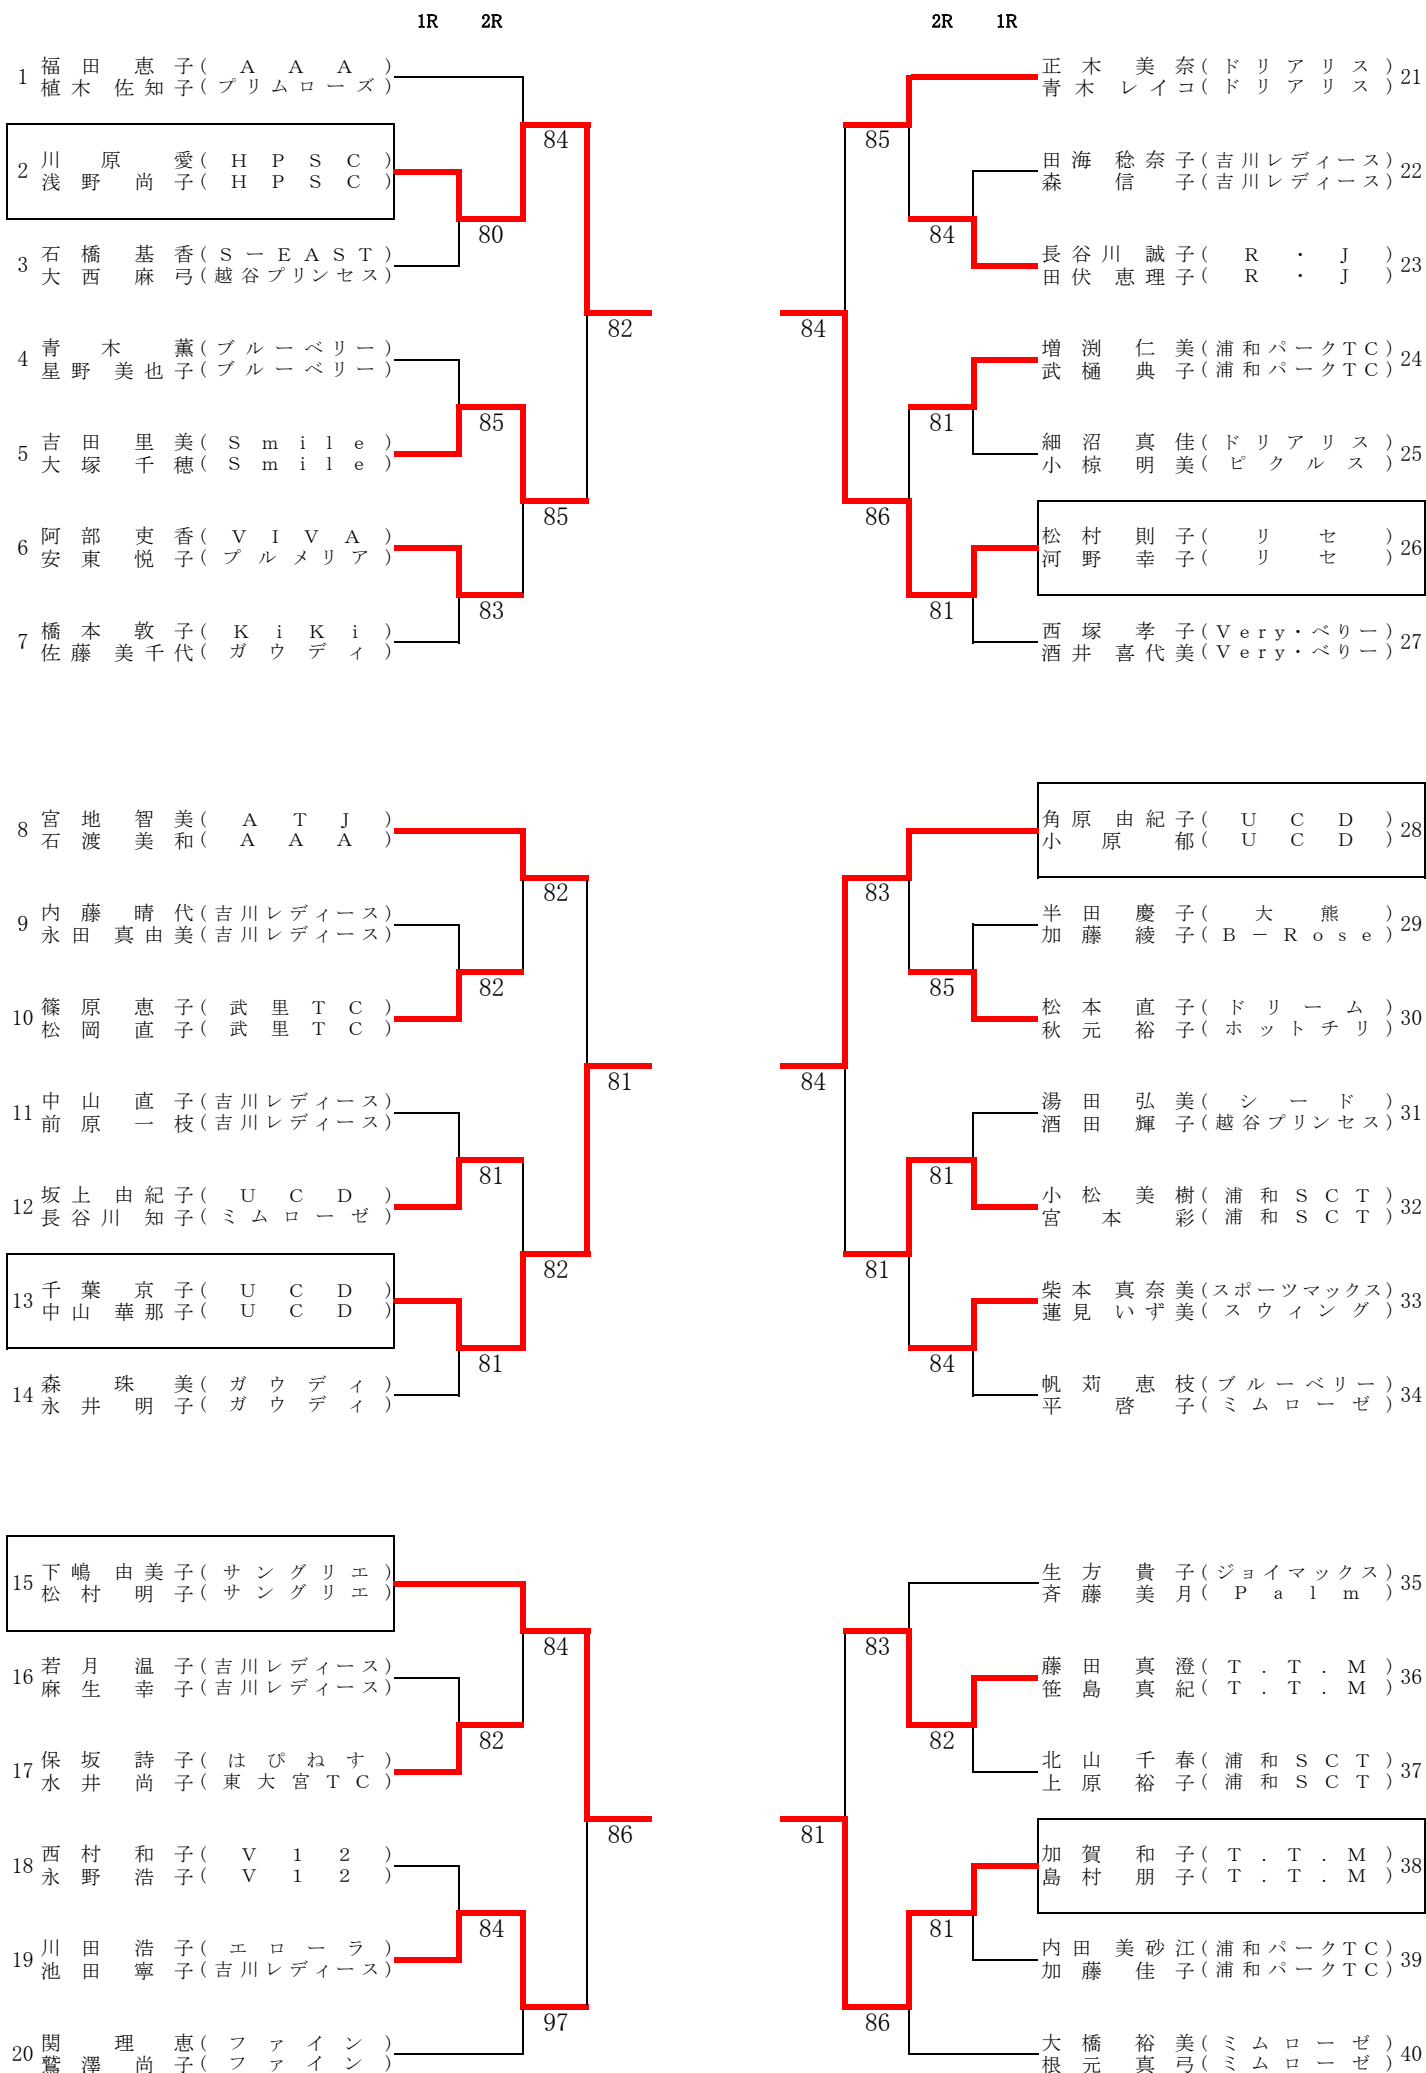 1R 2R
1 福田 恵子(AAA)
植木 佐知子(プリムローズ)
84
2 川原 愛(HPSC)
浅野 尚子(HPSC)
80
3 石橋 基香(S－EAST)
大西 麻弓(越谷プリンセス)
82
4 青木 薫(ブルーベリー)
星野 美也子(ブルーベリー)
85
5 吉田 里美(Smile)
大塚 千穂(Smile)
85
6 阿部 吏香(VIVA)
安東 悦子(プルメリア)
83
7 橋本 敦子(KiKi)
佐藤 美千代(ガウディ)
8 宮地 智美(ATJ)
石渡 美和(AAA)
82
9 内藤 晴代(吉川レディース)
永田 真由美(吉川レディース)
82
10 篠原 恵子(武里TC)
松岡 直子(武里TC)
81
11 中山 直子(吉川レディース)
前原 一枝(吉川レディース)
81
12 坂上 由紀子(UCD)
長谷川 知子(ミムローゼ)
82
13 千葉 京子(UCD)
中山 華那子(UCD)
81
14 森 珠美(ガウディ)
永井 明子(ガウディ)
15 下嶋 由美子(サングリエ)
松村 明子(サングリエ)
84
16 若月 温子(吉川レディース)
麻生 幸子(吉川レディース)
82
17 保坂 詩子(はぴねす)
水井 尚子(東大宮TC)
86
18 西村 和子(V12)
永野 浩子(V12)
84
19 川田 浩子(エローラ)
池田 寧子(吉川レディース)
97
20 関 理恵(ファイン)
鷲澤 尚子(ファイン)
2R 1R
正木 美奈(ドリアリス) 21
青木 レイコ(ドリアリス)
85
田海 稔奈子(吉川レディース) 22
森 信子(吉川レディース)
84
長谷川 誠子(R・J) 23
田伏 恵理子(R・J)
84
増渕 仁美(浦和パークTC) 24
武樋 典子(浦和パークTC)
81
細沼 真佳(ドリアリス) 25
小椋 明美(ピクルス)
86
松村 則子(リセ) 26
河野 幸子(リセ)
81
西塚 孝子(Very・べりー) 27
酒井 喜代美(Very・べりー)
角原 由紀子(UCD) 28
小原 郁(UCD)
83
半田 慶子(大熊) 29
加藤 綾子(B－Rose)
85
松本 直子(ドリーム) 30
秋元 裕子(ホットチリ)
84
湯田 弘美(シード) 31
酒田 輝子(越谷プリンセス)
81
小松 美樹(浦和SCT) 32
宮本 彩(浦和SCT)
81
柴本 真奈美(スポーツマックス) 33
蓮見 いず美(スウィング)
84
帆苅 恵枝(ブルーベリー) 34
平 啓子(ミムローゼ)
生方 貴子(ジョイマックス) 35
斉藤 美月(Palm)
83
藤田 真澄(T.T.M) 36
笹島 真紀(T.T.M)
82
北山 千春(浦和SCT) 37
上原 裕子(浦和SCT)
81
加賀 和子(T.T.M) 38
島村 朋子(T.T.M)
81
内田 美砂江(浦和パークTC) 39
加藤 佳子(浦和パークTC)
86
大橋 裕美(ミムローゼ) 40
根元 真弓(ミムローゼ)